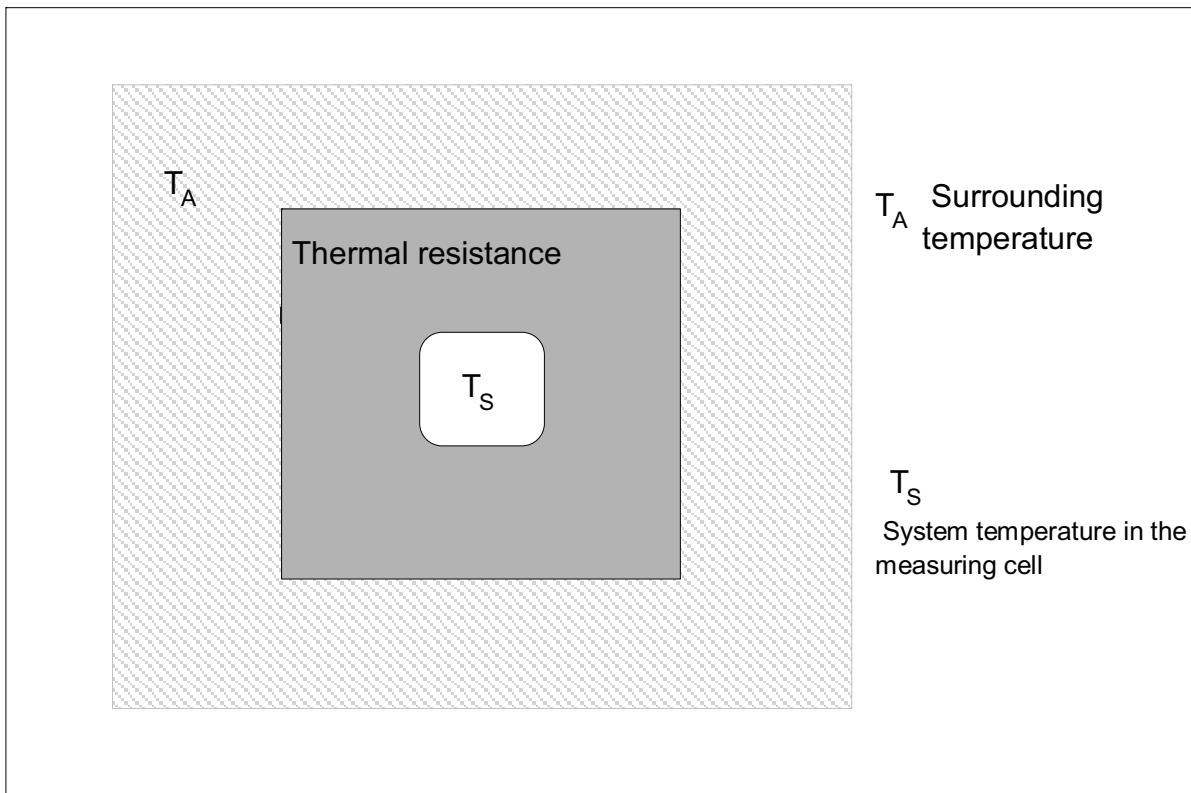 T_A
Thermal resistance
T_S
T_A Surrounding
temperature
T_S
System temperature in the
measuring cell